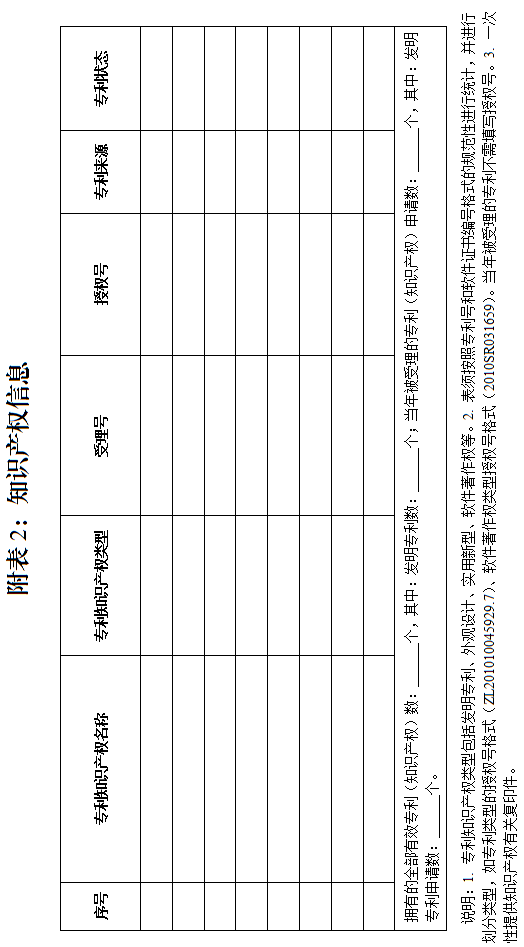 附表 2：知识产权信息
序号 专利知识产权名称 专利知识产权类型 受理号 授权号 专利来源 专利状态
拥有的全部有效专利（知识产权）数：____个，其中：发明专利数：____个；当年被受理的专利（知识产权）申请数：____个，其中：发明
专利申请数：____个。
说明：1. 专利知识产权类型包括发明专利、外观设计、实用新型、软件著作权等。2. 表须按照专利号和软件证书编号格式的规范性进行统计，并进行
划分类型，如专利类型的授权号格式（ZL201010045929.7）、软件著作权类型授权号格式（2010SR031659）。当年被受理的专利不需填写授权号。3. 一次
性提供知识产权有关复印件。